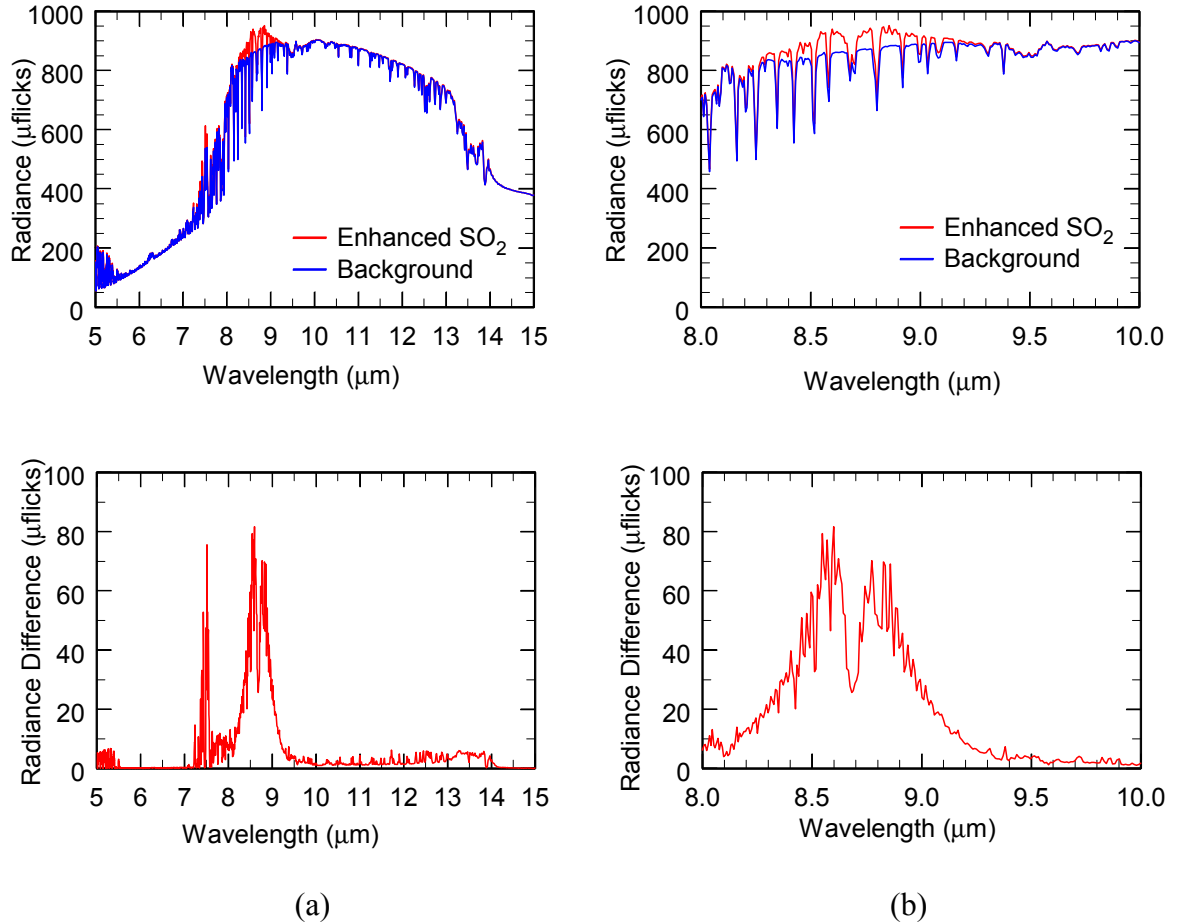 1000
800
600
400
200
0
Radiance (µflicks)
Enhanced SO₂
Background
5 6 7 8 9 10 11 12 13 14 15
Wavelength (µm)
1000
800
600
400
200
0
Radiance (µflicks)
Enhanced SO₂
Background
8.0 8.5 9.0 9.5 10.0
Wavelength (µm)
100
80
60
40
20
0
Radiance Difference (µflicks)
5 6 7 8 9 10 11 12 13 14 15
Wavelength (µm)
100
80
60
40
20
0
Radiance Difference (µflicks)
8.0 8.5 9.0 9.5 10.0
Wavelength (µm)
(a)
(b)